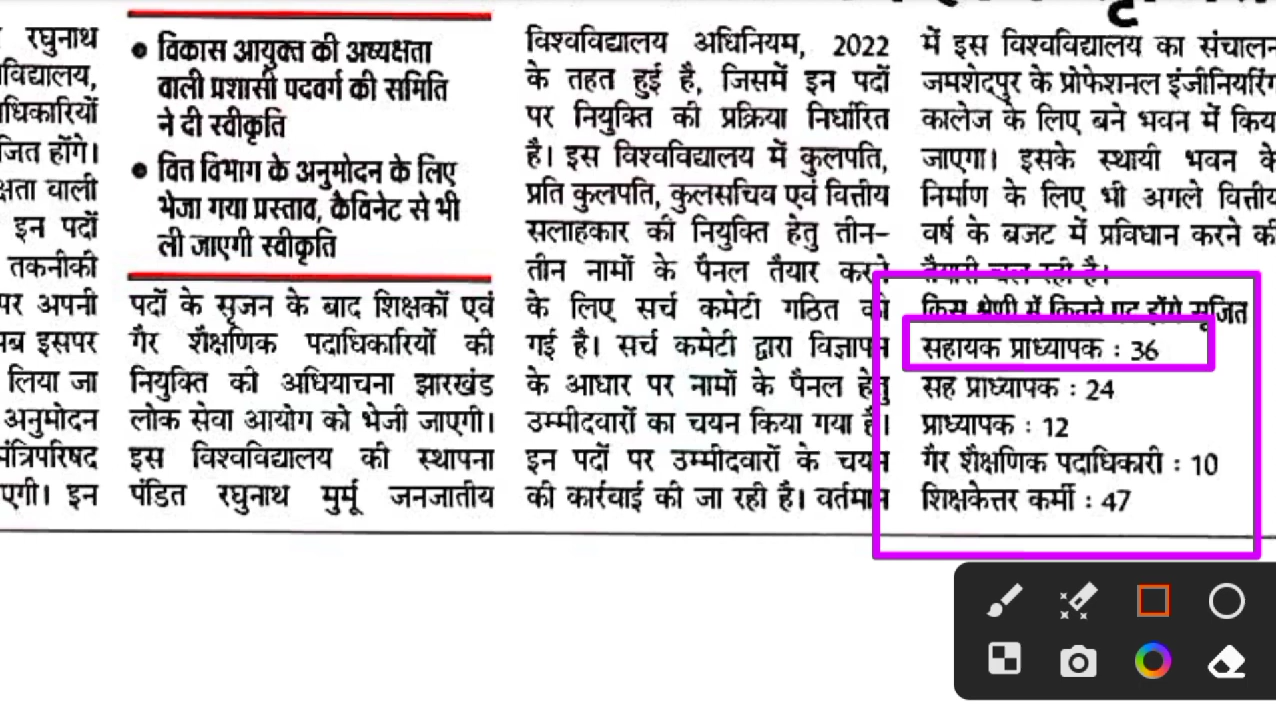 रघुनाथ
विद्यालय,
जित होंगे।
क्षता वाली
इन पदों
तकनीकी
पर अपनी
इसपर
लिया जा
अनुमोदन
एगी। इन
• विकास आयुक्त की अध्यक्षता
वाली प्रशासी पदवर्ग की समिति
ने दी स्वीकृति
• वित्त विभाग के अनुमोदन के लिए
भेजा गया प्रस्ताव, कैबिनेट से भी
ली जाएगी स्वीकृति
पदों के सृजन के बाद शिक्षकों एवं
गैर शैक्षणिक पदाधिकारियों की
नियुक्ति की अधियाचना झारखंड
लोक सेवा आयोग को भेजी जाएगी।
इस विश्वविद्यालय की स्थापना
पंडित रघुनाथ मुर्मू जनजातीय
विश्वविद्यालय अधिनियम, 2022
के तहत हुई है, जिसमें इन पदों
पर नियुक्ति की प्रक्रिया निर्धारित
है। इस विश्वविद्यालय में कुलपति,
प्रति कुलपति, कुलसचिव एवं वित्तीय
सलाहकार की नियुक्ति हेतु तीन-
तीन नामों के पैनल तैयार करने
के लिए सर्च कमेटी गठित की
गई है। सर्च कमेटी द्वारा विज्ञापन
के आधार पर नामों के पैनल हेतु
उम्मीदवारों का चयन किया गया है।
इन पदों पर उम्मीदवारों के चयन
की कार्रवाई की जा रही है। वर्तमान
में इस विश्वविद्यालय का संचालन
जमशेदपुर के प्रोफेशनल इंजीनियरिंग
कालेज के लिए बने भवन में किया
जाएगा। इसके स्थायी भवन के
निर्माण के लिए भी अगले वित्तीय
वर्ष के बजट में प्रविधान करने की
तैयारी चल रही है।
किस श्रेणी में कितने पद होंगे सृजित
सहायक प्राध्यापक : 36
सह प्राध्यापक : 24
प्राध्यापक : 12
गैर शैक्षणिक पदाधिकारी : 10
शिक्षकेत्तर कर्मी : 47